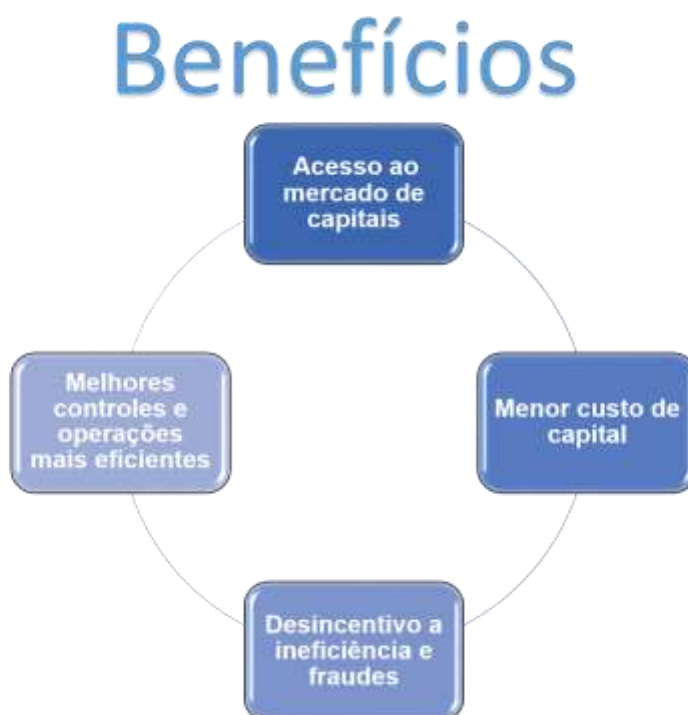 Benefícios
Acesso ao
mercado de
capitais
Menor custo de
capital
Desincentivo a
ineficiência e
fraudes
Melhores
controles e
operações
mais eficientes